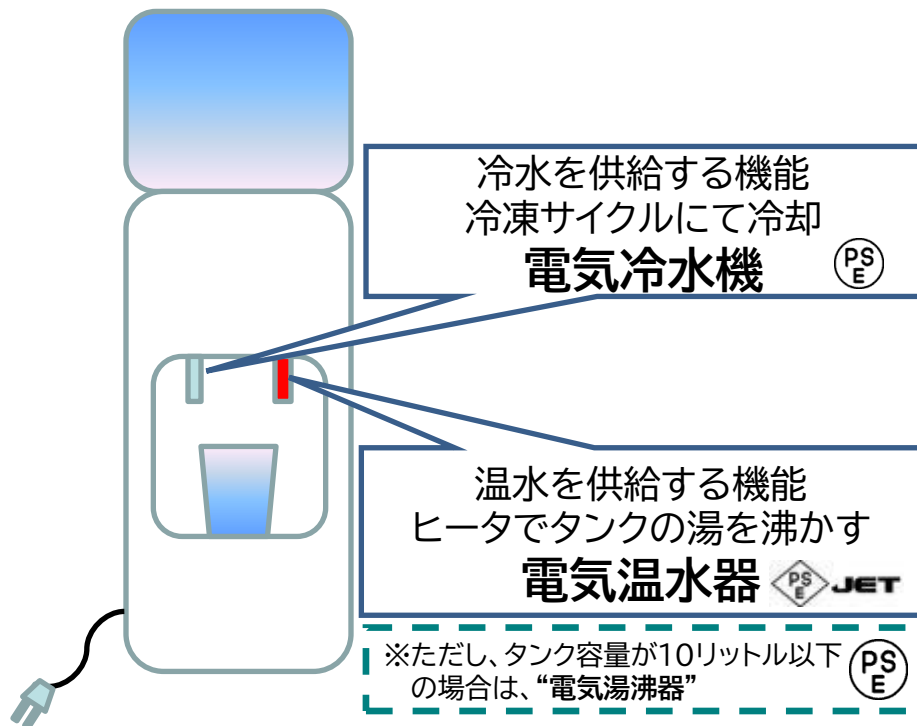 冷水を供給する機能
冷凍サイクルにて冷却
電気冷水機 PSE
温水を供給する機能
ヒータでタンクの湯を沸かす
電気温水器 PSE JET
※ただし、タンク容量が10リットル以下
の場合は、“電気湯沸器” PSE